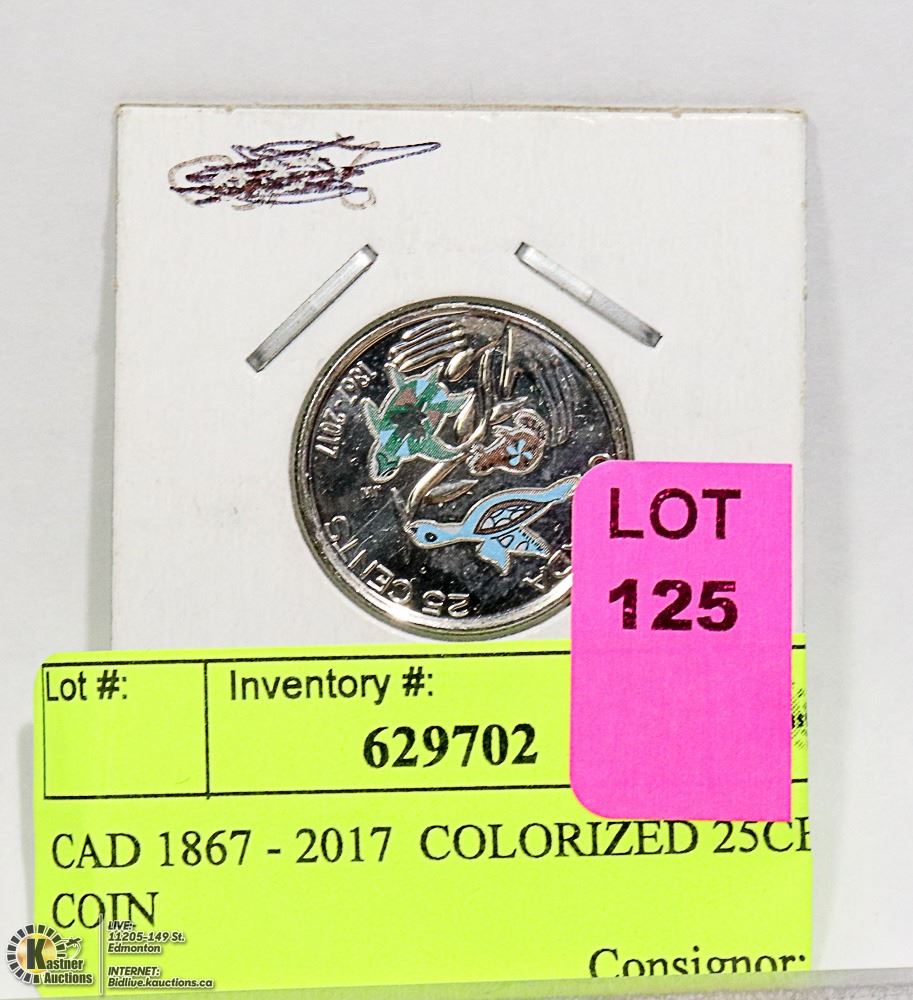 1867-2017
25 CENTS
LOT
125
Lot #:
Inventory #:
629702
CAD 1867 - 2017 COLORIZED 25CE
COIN
Consignor:
Kastner
Auctions
LIVE:
11205-149 St.
Edmonton
INTERNET:
Bidlive.kauctions.ca